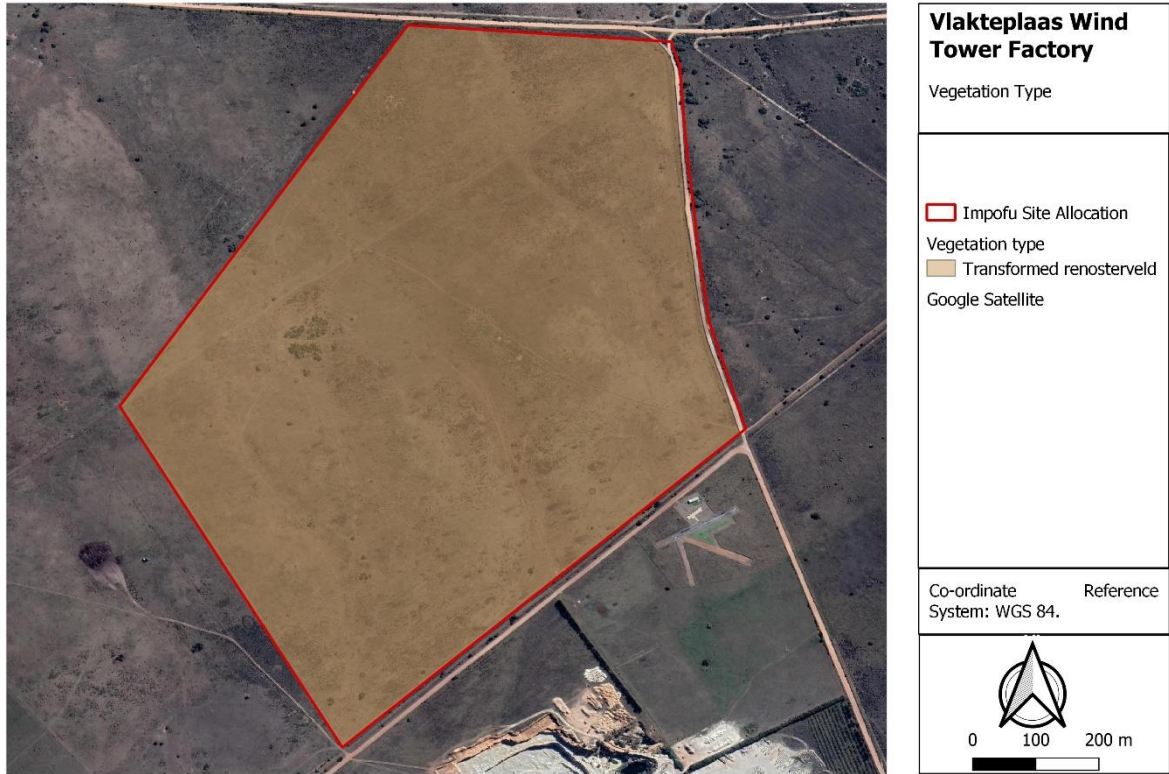 Vlakteplaas Wind
Tower Factory
Vegetation Type
Impofu Site Allocation
Vegetation type
Transformed renosterveld
Google Satellite
Co-ordinate Reference
System: WGS 84.
0 100 200 m